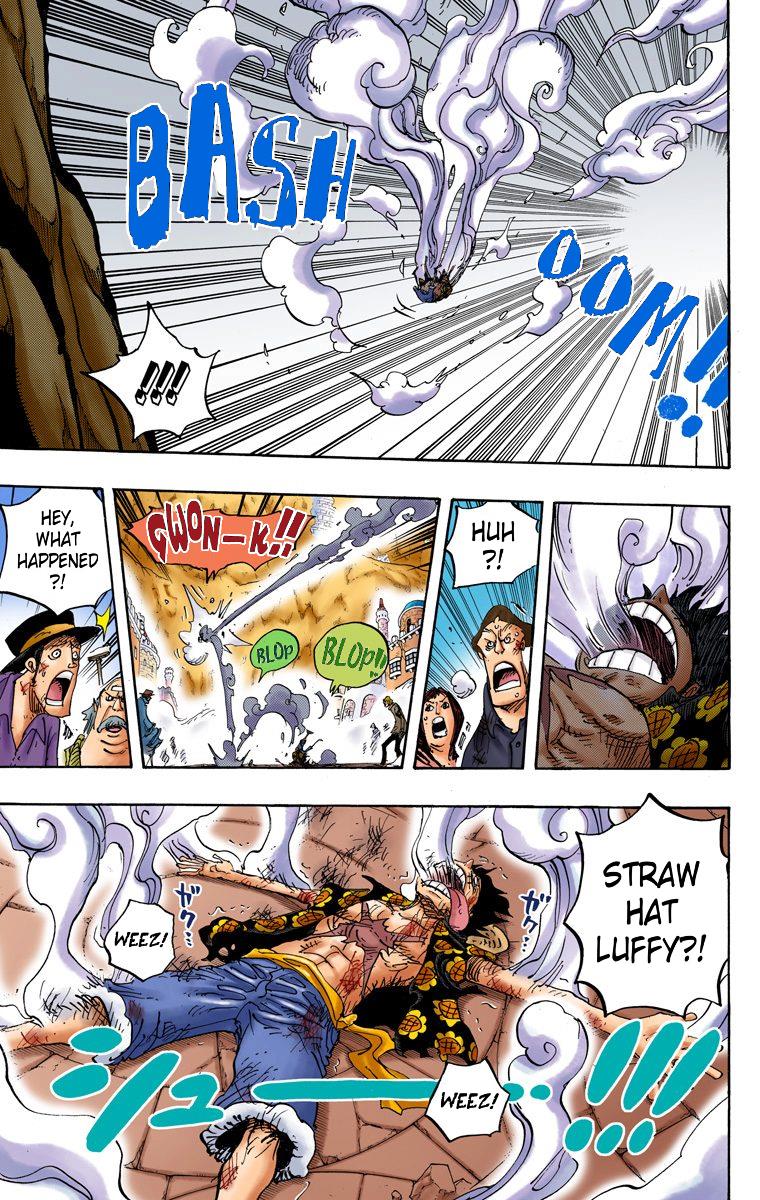 BASH
OOM!!
!!!
HUH
?!
GWON–K!!
BLOP
BLOP!!
HEY,
WHAT
HAPPENED
?!
STRAW
HAT
LUFFY?!
ガク…
WEEZ!
ガク…
シュー…!!!
WEEZ!